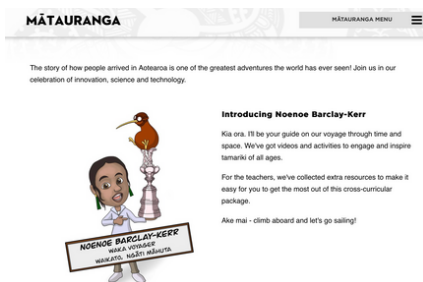 MĀTAURANGA
MĀTAURANGA MENU
The story of how people arrived in Aotearoa is one of the greatest adventures the world has ever seen! Join us in our
celebration of innovation, science and technology.
Introducing Noenoe Barclay-Kerr
Kia ora. I'll be your guide on our voyage through time and
space. We've got videos and activities to engage and inspire
tamariki of all ages.
For the teachers, we've collected extra resources to make it
easy for you to get the most out of this cross-curricular
package.
Ake mai - climb aboard and let's go sailing!
NOENOE BARCLAY-KERR
WAKA VOYAGER
WAIKATO, NGĀTI MĀHUTA